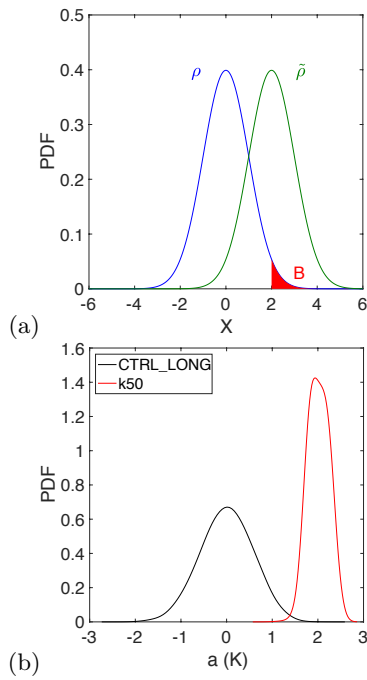 0.5
0.4
0.3
0.2
0.1
0
PDF
ρ
ρ̃
B
-6 -4 -2 0 2 4 6
X
(a)
1.6
1.4
1.2
1
0.8
0.6
0.4
0.2
0
PDF
CTRL_LONG
k50
-3 -2 -1 0 1 2 3
a (K)
(b)